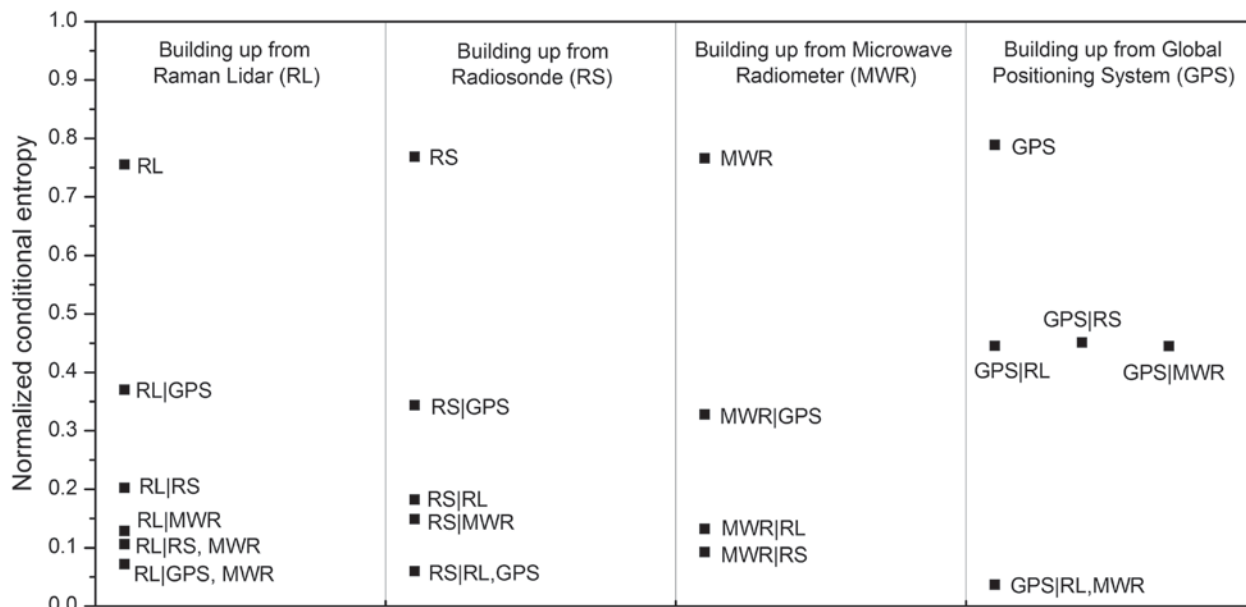 Normalized conditional entropy
1.0
0.9
0.8
0.7
0.6
0.5
0.4
0.3
0.2
0.1
0.0
Building up from
Raman Lidar (RL)
RL
RL|GPS
RL|RS
RL|MWR
RL|RS, MWR
RL|GPS, MWR
Building up from
Radiosonde (RS)
RS
RS|GPS
RS|RL
RS|MWR
RS|RL,GPS
Building up from Microwave
Radiometer (MWR)
MWR
MWR|GPS
MWR|RL
MWR|RS
Building up from Global
Positioning System (GPS)
GPS
GPS|RS
GPS|RL
GPS|MWR
GPS|RL,MWR